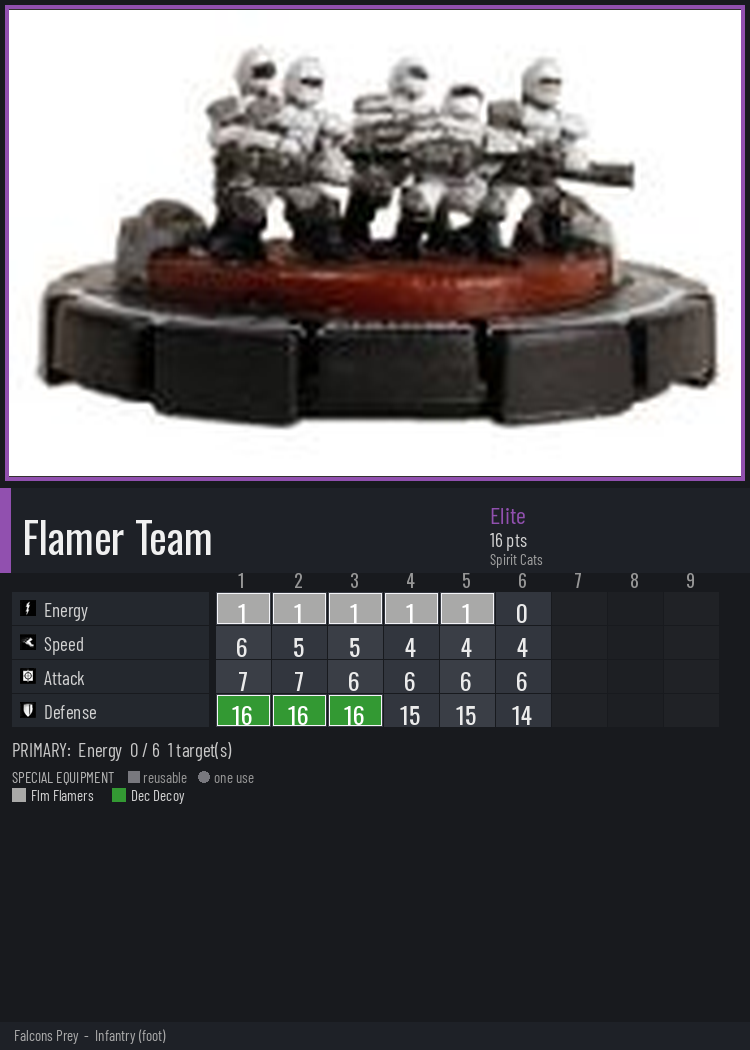 Flamer Team
Elite
16 pts
Spirit Cats
1 2 3 4 5 6 7 8 9
Energy 1 1 1 1 1 0
Speed 6 5 5 4 4 4
Attack 7 7 6 6 6 6
Defense 16 16 16 15 15 14
PRIMARY: Energy 0 / 6 1 target(s)
SPECIAL EQUIPMENT reusable one use
Flm Flamers Dec Decoy
Falcons Prey - Infantry (foot)